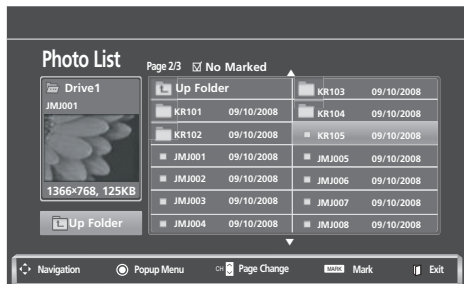 Photo List
Page 2/3 ☑ No Marked
Drive1
JMJ001
1366×768, 125KB
Up Folder
Up Folder
KR101 09/10/2008
KR102 09/10/2008
JMJ001 09/10/2008
JMJ002 09/10/2008
JMJ003 09/10/2008
JMJ004 09/10/2008
KR103 09/10/2008
KR104 09/10/2008
KR105 09/10/2008
JMJ005 09/10/2008
JMJ006 09/10/2008
JMJ007 09/10/2008
JMJ008 09/10/2008
Navigation Popup Menu CH Page Change MARK Mark Exit